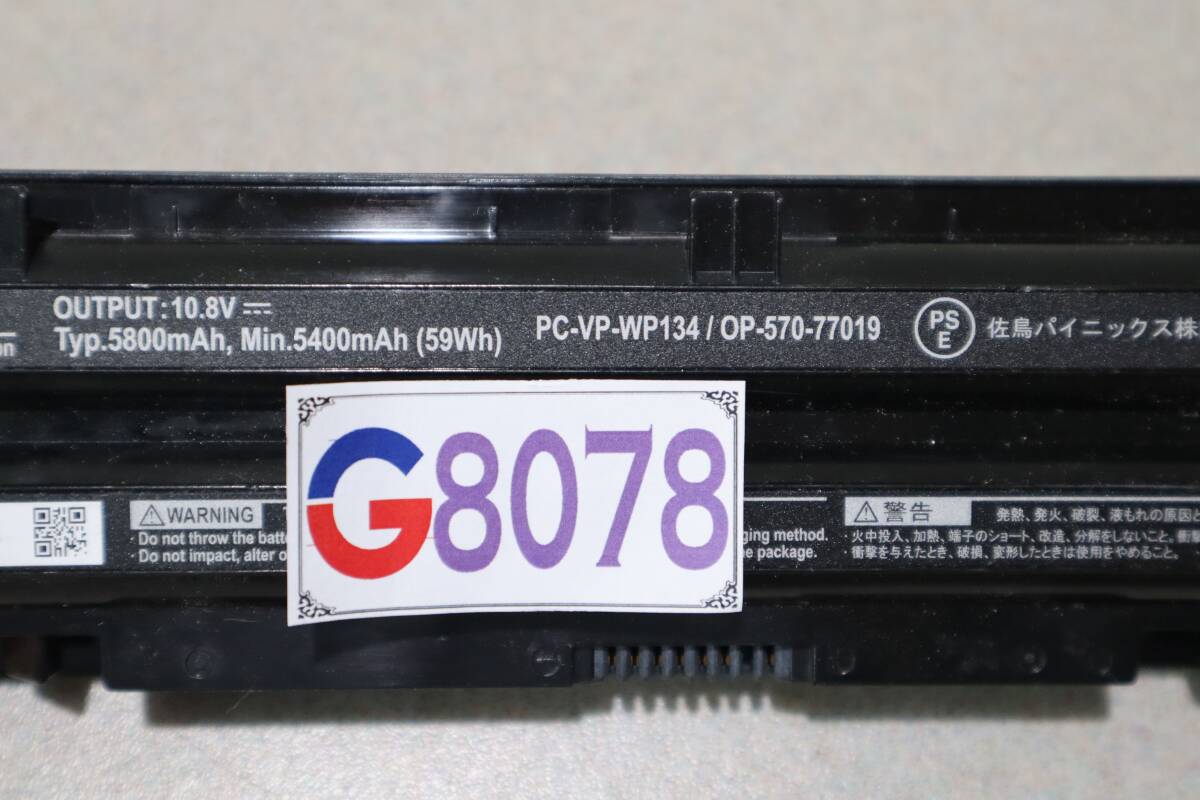 OUTPUT:10.8V
Typ.5800mAh, Min.5400mAh (59Wh)
PC-VP-WP134 / OP-570-77019
PS
E
佐鳥パイニックス株
G8078
WARNING
Do not throw the batte
ging method.
· Do not impact, alter o
e package.
警告
発熱、発火、破裂、液もれの原因と
火中投入、加熱、端子のショート、改造、分解をしないこと。衝撃
衝撃を与えたとき、破損、変形したときは使用をやめること。